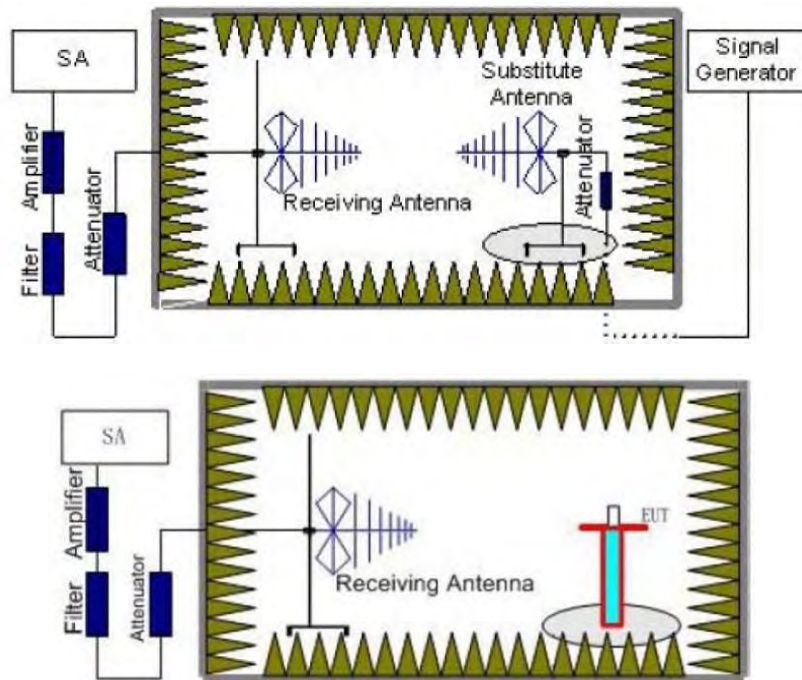 SA
Signal
Generator
Substitute
Antenna
Amplifier
Attenuator
Attenuator
Receiving Antenna
Filter
SA
Amplifier
EUT
Receiving Antenna
Filter
Attenuator